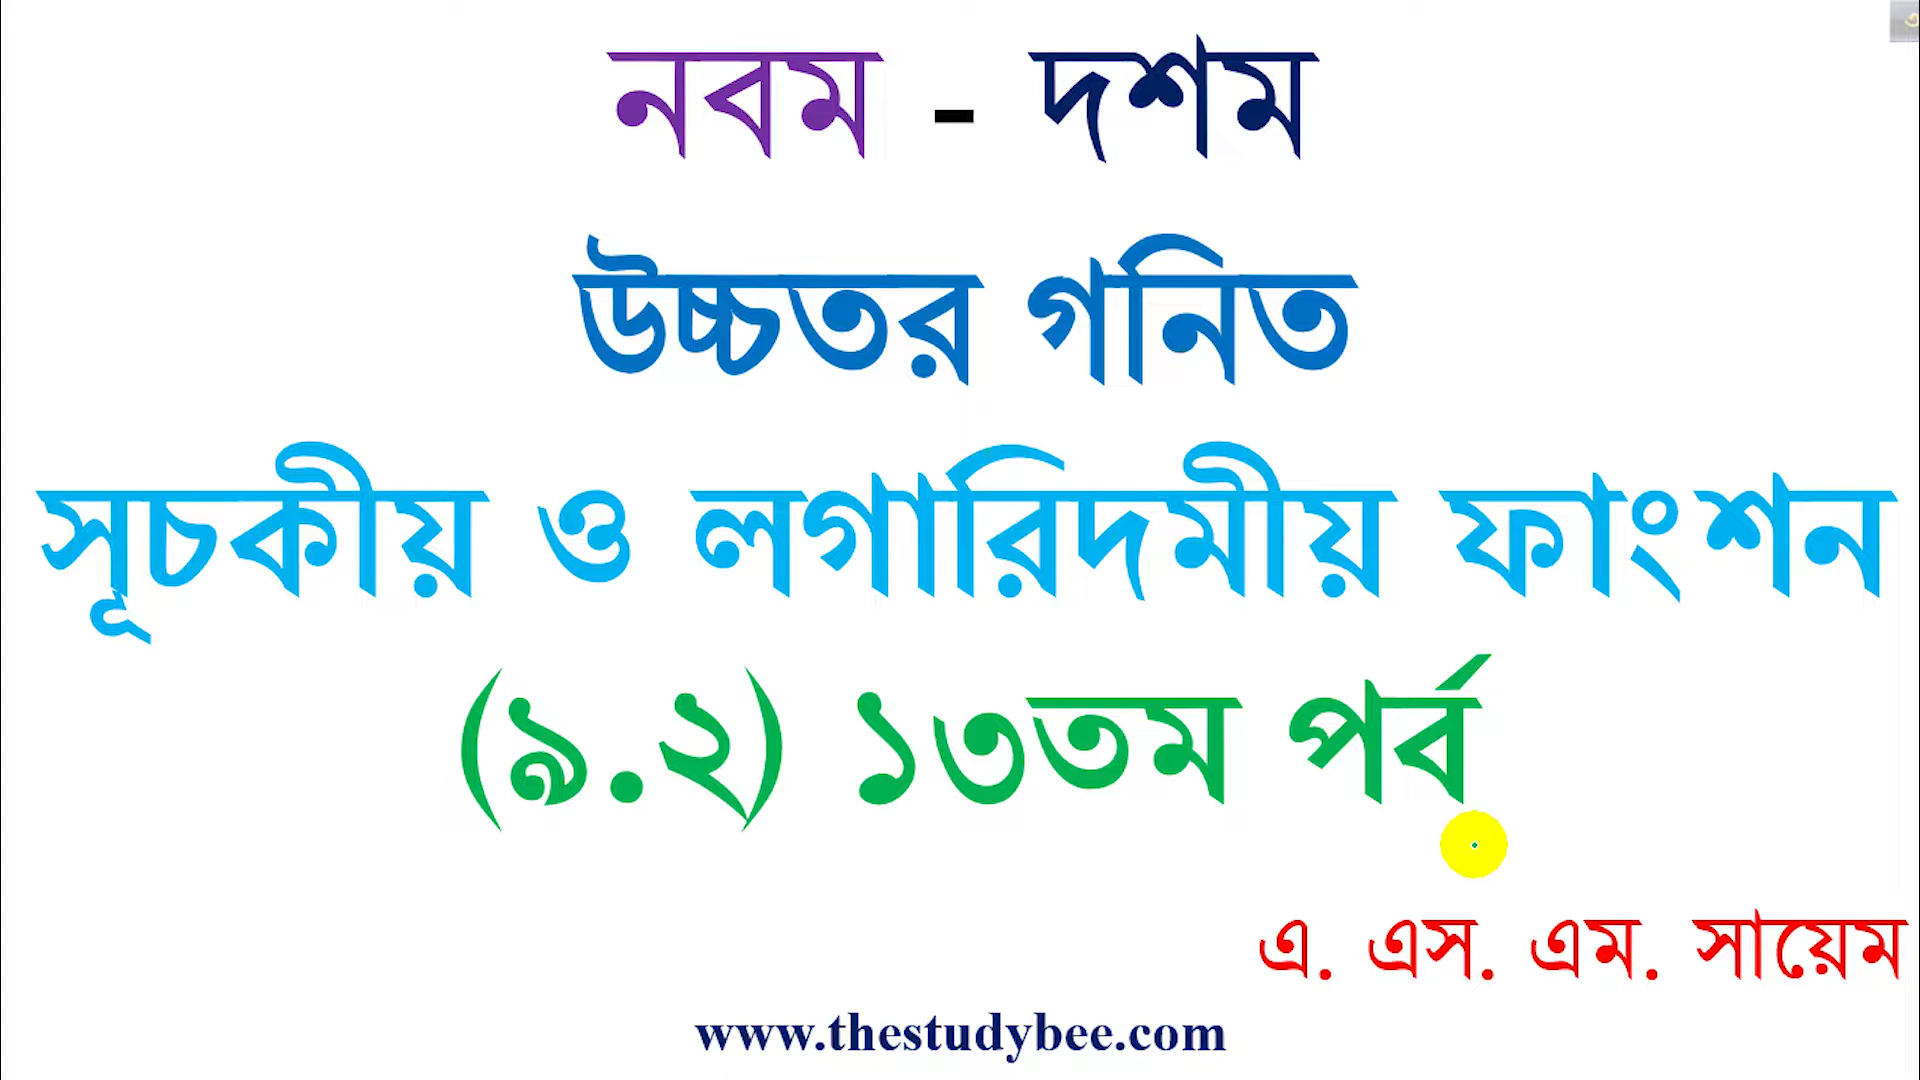 নবম - দশম
উচ্চতর গনিত
সূচকীয় ও লগারিদমীয় ফাংশন
(৯.২) ১৩তম পর্ব
এ. এস. এম. সায়েম
www.thestudybee.com